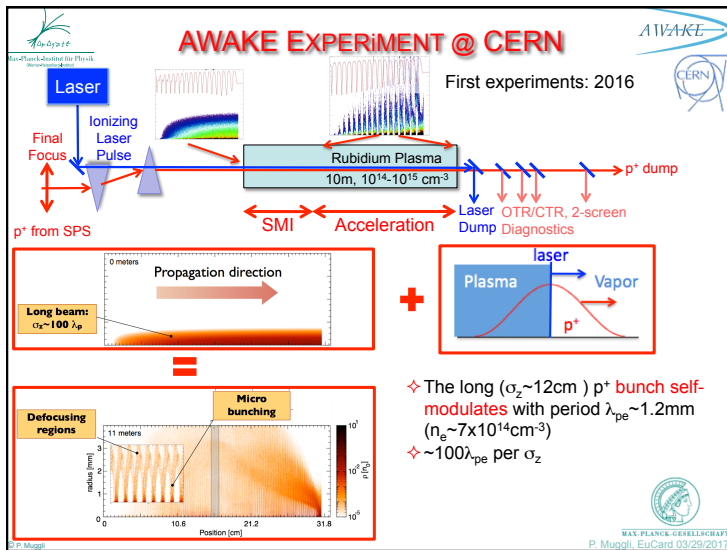 AWAKE EXPERiMENT @ CERN
Max-Planck-Institut für Physik
(Werner-Heisenberg-Institut)
AWAKE
CERN
First experiments: 2016
Laser
Final
Focus
Ionizing
Laser
Pulse
Rubidium Plasma
10m, 10¹⁴-10¹⁵ cm⁻³
p⁺ dump
p⁺ from SPS
SMI
Acceleration
Laser
Dump
OTR/CTR, 2-screen
Diagnostics
0 meters
Propagation direction
Long beam:
σz~100 λp
+
laser
Plasma
Vapor
p⁺
=
Micro
bunching
Defocusing
regions
11 meters
radius [mm]
3
2
1
0
0
10.6
21.2
31.8
Position [cm]
10¹
10⁻²
10⁻⁵
ρ [n₀]
✧The long (σz~12cm ) p⁺ bunch self-
modulates with period λpe~1.2mm
(ne~7x10¹⁴cm⁻³)
✧~100λpe per σz
MAX-PLANCK-GESELLSCHAFT
© P. Muggli
P. Muggli, EuCard 03/29/2017